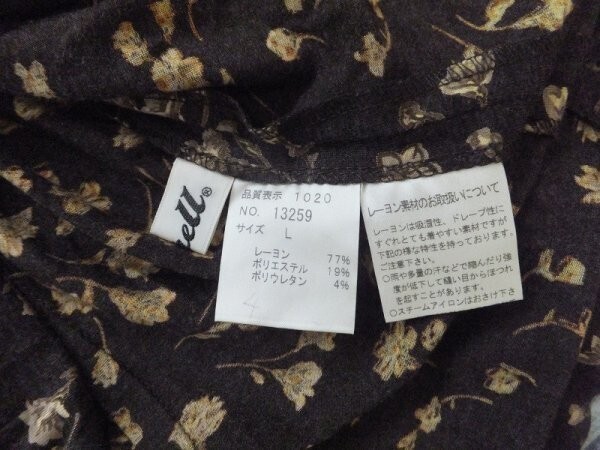 ell®
品質表示 1020
NO. 13259
サイズ L
レーヨン 77%
ポリエステル 19%
ポリウレタン 4%
レーヨン素材のお取扱いについて
レーヨンは吸湿性、ドレープ性に
すぐれとても着やすい素材ですが
下記の様な特性を持っております。
ご注意下さい。
○雨や多量の汗などで縮んだり強
度が低下して縫い目からほつれ
を起すことがあります。
○スチームアイロンはおさけ下さ